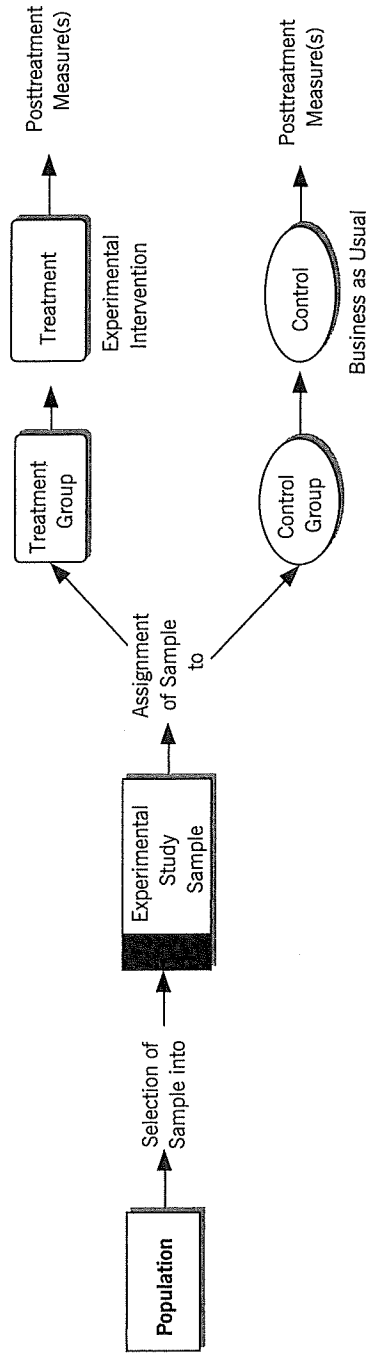 Population
Selection of
Sample into
Experimental
Study
Sample
Assignment
of Sample
to
Treatment
Group
Treatment
Experimental
Intervention
Posttreatment
Measure(s)
Control
Group
Control
Business as Usual
Posttreatment
Measure(s)